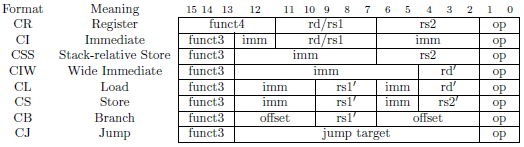 Format Meaning 15 14 13 12 11 10 9 8 7 6 5 4 3 2 1 0
CR Register funct4 rd/rs1 rs2 op
CI Immediate funct3 imm rd/rs1 imm op
CSS Stack-relative Store funct3 imm rs2 op
CIW Wide Immediate funct3 imm rd′ op
CL Load funct3 imm rs1′ imm rd′ op
CS Store funct3 imm rs1′ imm rs2′ op
CB Branch funct3 offset rs1′ offset op
CJ Jump funct3 jump target op